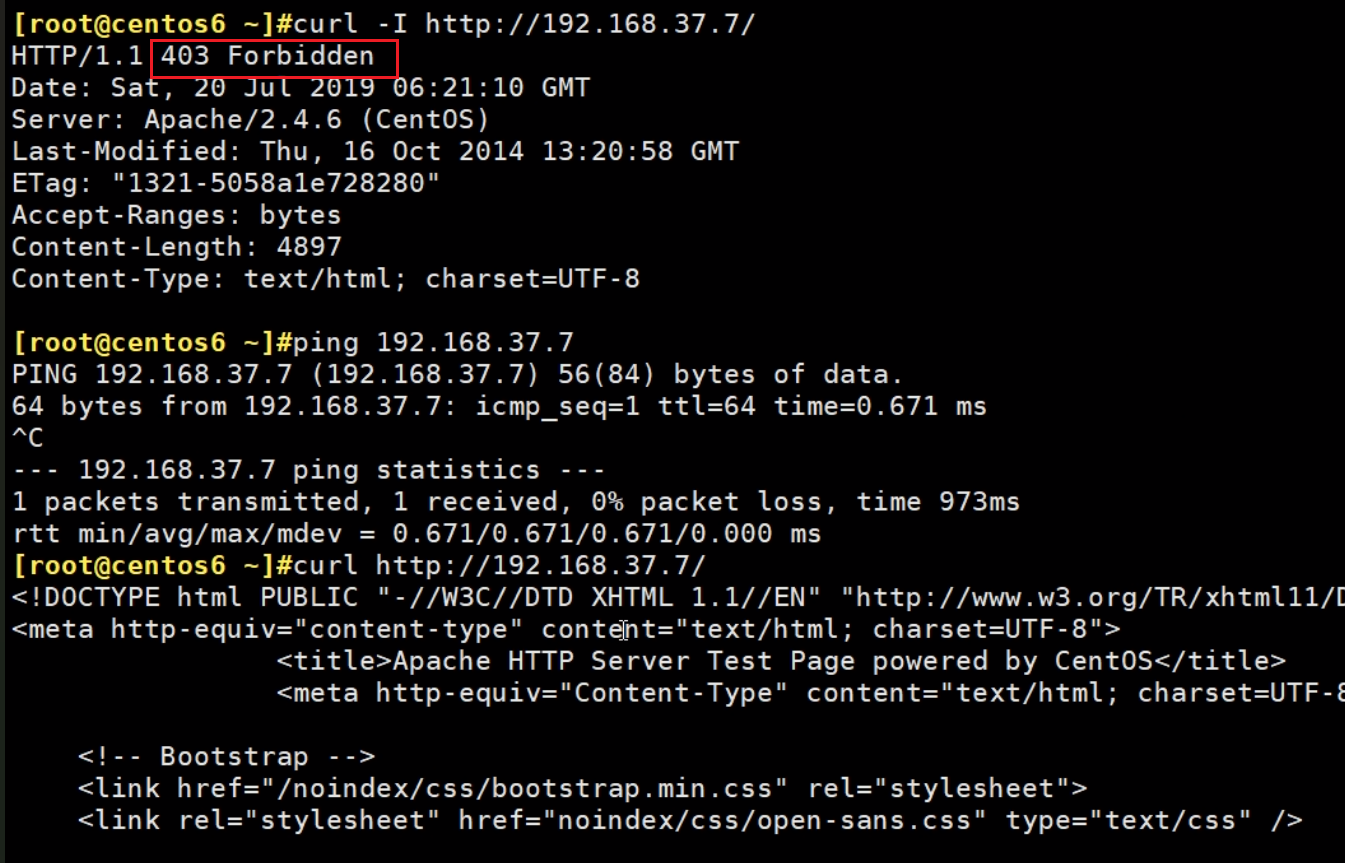 [root@centos6 ~]#curl -I http://192.168.37.7/
HTTP/1.1 403 Forbidden
Date: Sat, 20 Jul 2019 06:21:10 GMT
Server: Apache/2.4.6 (CentOS)
Last-Modified: Thu, 16 Oct 2014 13:20:58 GMT
ETag: "1321-5058a1e728280"
Accept-Ranges: bytes
Content-Length: 4897
Content-Type: text/html; charset=UTF-8
[root@centos6 ~]#ping 192.168.37.7
PING 192.168.37.7 (192.168.37.7) 56(84) bytes of data.
64 bytes from 192.168.37.7: icmp_seq=1 ttl=64 time=0.671 ms
^C
--- 192.168.37.7 ping statistics ---
1 packets transmitted, 1 received, 0% packet loss, time 973ms
rtt min/avg/max/mdev = 0.671/0.671/0.671/0.000 ms
[root@centos6 ~]#curl http://192.168.37.7/
<!DOCTYPE html PUBLIC "-//W3C//DTD XHTML 1.1//EN" "http://www.w3.org/TR/xhtml11/D
<meta http-equiv="content-type" content="text/html; charset=UTF-8">
<title>Apache HTTP Server Test Page powered by CentOS</title>
<meta http-equiv="Content-Type" content="text/html; charset=UTF-8
<!-- Bootstrap -->
<link href="/noindex/css/bootstrap.min.css" rel="stylesheet">
<link rel="stylesheet" href="noindex/css/open-sans.css" type="text/css" />